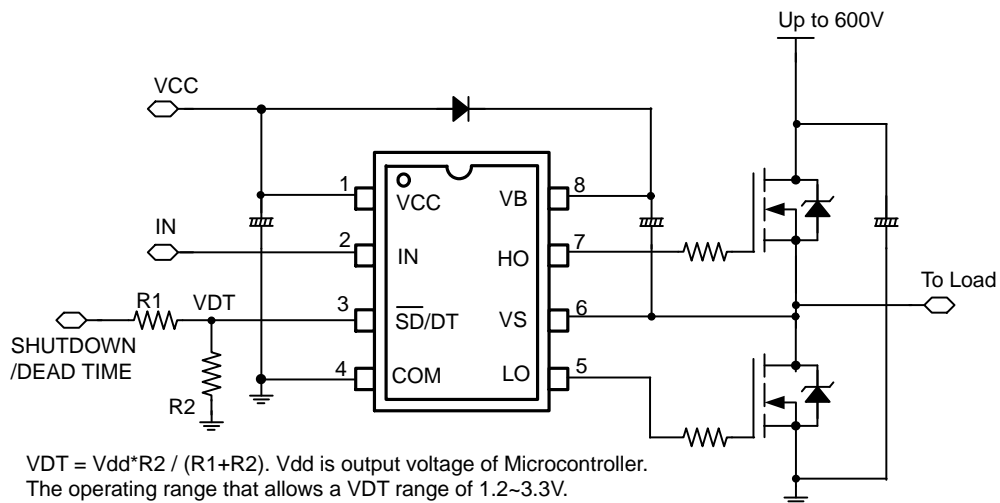 Up to 600V
VCC
1
VCC
VB
8
IN
2
IN
HO
7
To Load
R1
VDT
3
SD/DT
VS
6
SHUTDOWN
/DEAD TIME
R2
4
COM
LO
5
VDT = Vdd*R2 / (R1+R2). Vdd is output voltage of Microcontroller.
The operating range that allows a VDT range of 1.2~3.3V.